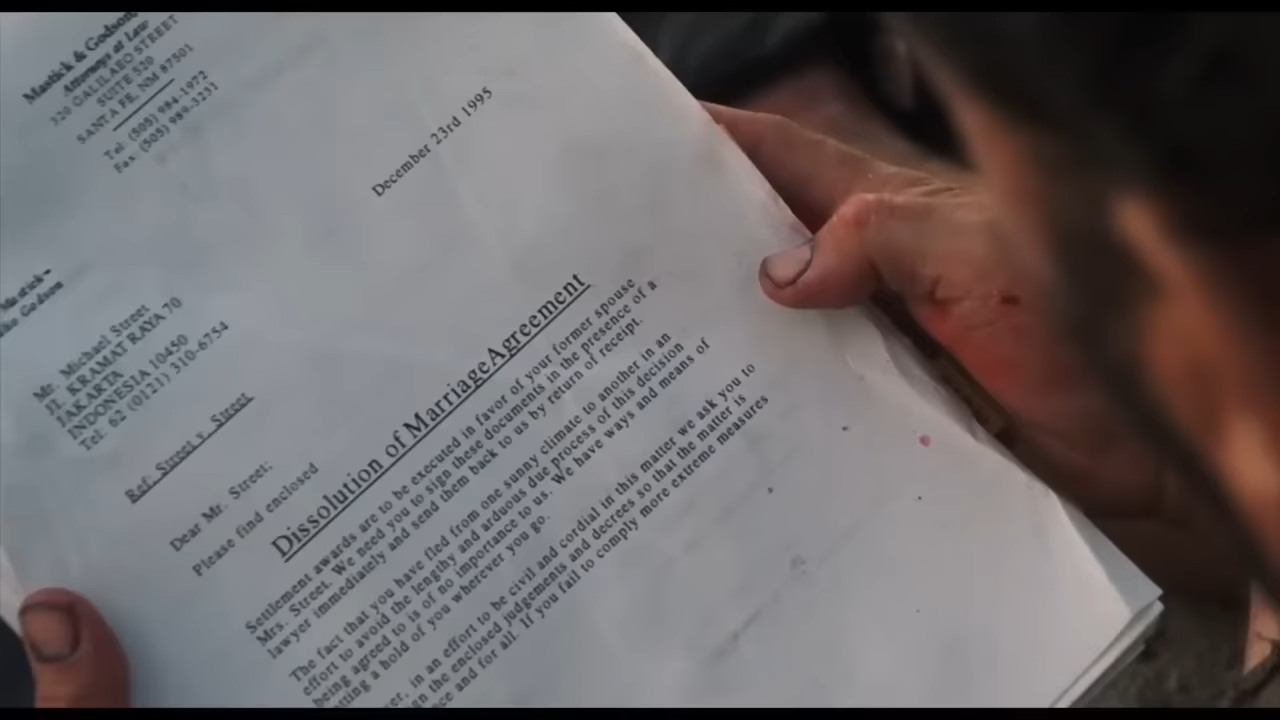 Mastick & Godson
Attorneys at Law
320 GALILAEO STREET
SUITE 520
SANTA FE, NM 87501
Tel: (505) 984-1972
Fax: (505) 989-3231
December 23rd 1995
Mastick
Godson
Mr. Michael Street
JT. KRAMAT RAYA 70
JAKARTA
INDONESIA 10450
Tel: 62 (0121) 310-6754
Ref: Street v. Street
Dear Mr. Street;
Please find enclosed
Dissolution of MarriageAgreement
Settlement awards are to be executed in favor of your former spouse
Mrs. Street. We need you to sign these documents in the presence of a
lawyer immediately and send them back to us by return of receipt.
The fact that you have fled from one sunny climate to another in an
effort to avoid the lengthy and arduous due process of this decision
being agreed to is of no importance to us. We have ways and means of
etting a hold of you wherever you go.
er, in an effort to be civil and cordial in this matter we ask you to
gn the enclosed judgements and decrees so that the matter is
ce and for all. If you fail to comply more extreme measures